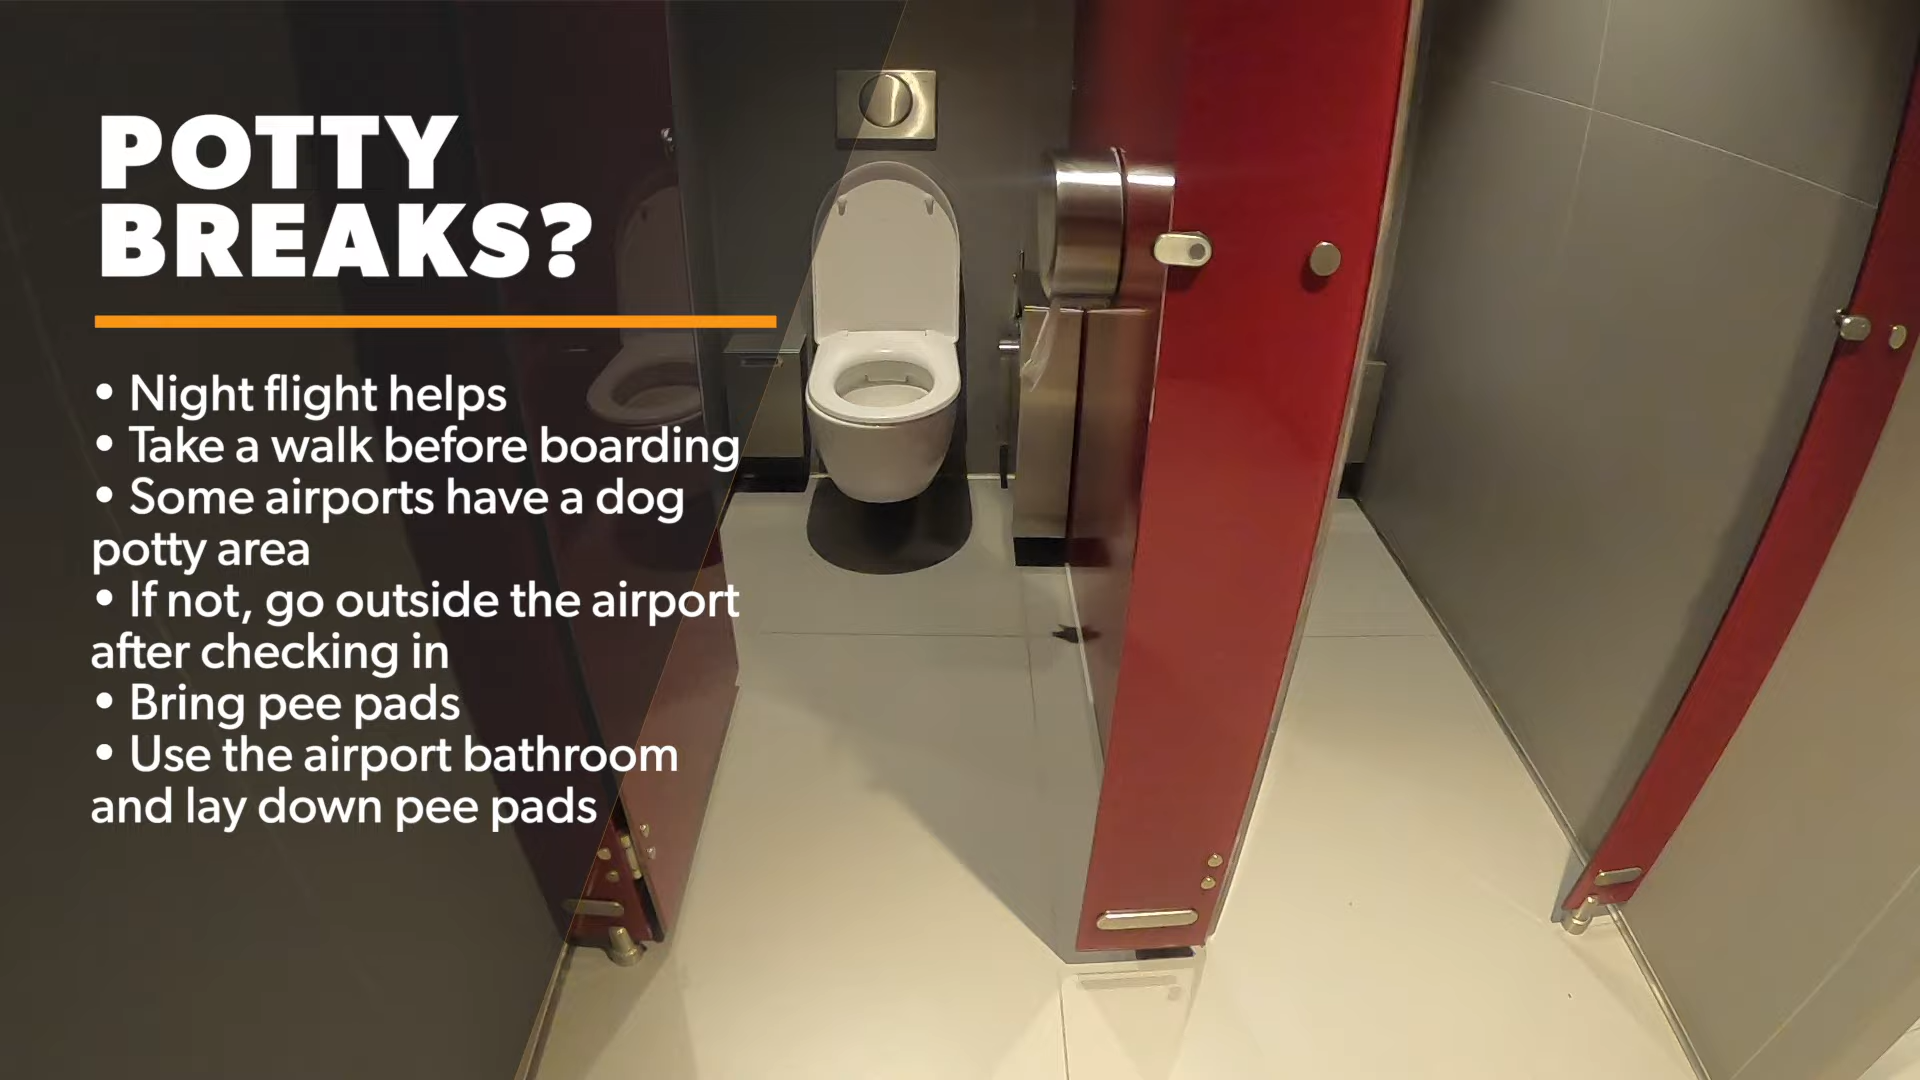 POTTY
BREAKS?
• Night flight helps
• Take a walk before boarding
• Some airports have a dog
potty area
• If not, go outside the airport
after checking in
• Bring pee pads
• Use the airport bathroom
and lay down pee pads